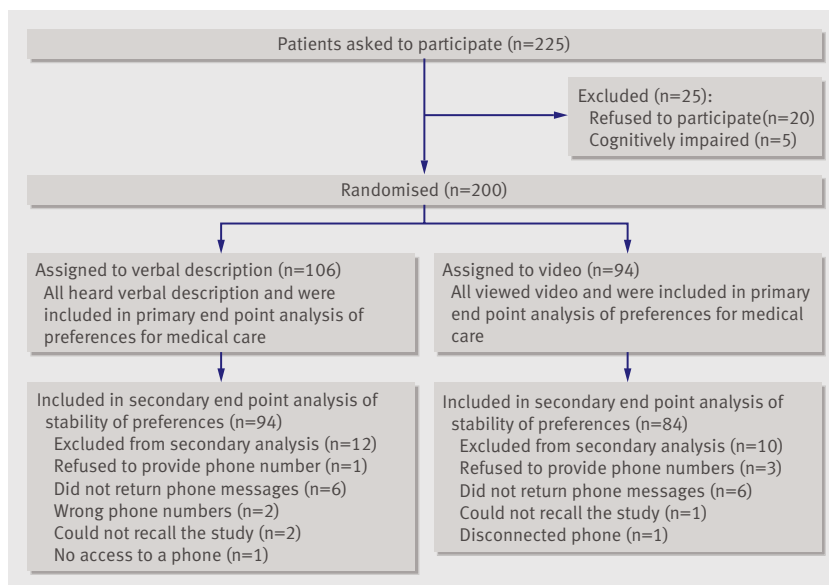 Patients asked to participate (n=225)
Excluded (n=25):
Refused to participate(n=20)
Cognitively impaired (n=5)
Randomised (n=200)
Assigned to verbal description (n=106)
All heard verbal description and were
included in primary end point analysis of
preferences for medical care
Assigned to video (n=94)
All viewed video and were included in primary
end point analysis of preferences for medical
care
Included in secondary end point analysis of
stability of preferences (n=94)
Excluded from secondary analysis (n=12)
Refused to provide phone number (n=1)
Did not return phone messages (n=6)
Wrong phone numbers (n=2)
Could not recall the study (n=2)
No access to a phone (n=1)
Included in secondary end point analysis of
stability of preferences (n=84)
Excluded from secondary analysis (n=10)
Refused to provide phone numbers (n=3)
Did not return phone messages (n=6)
Could not recall the study (n=1)
Disconnected phone (n=1)